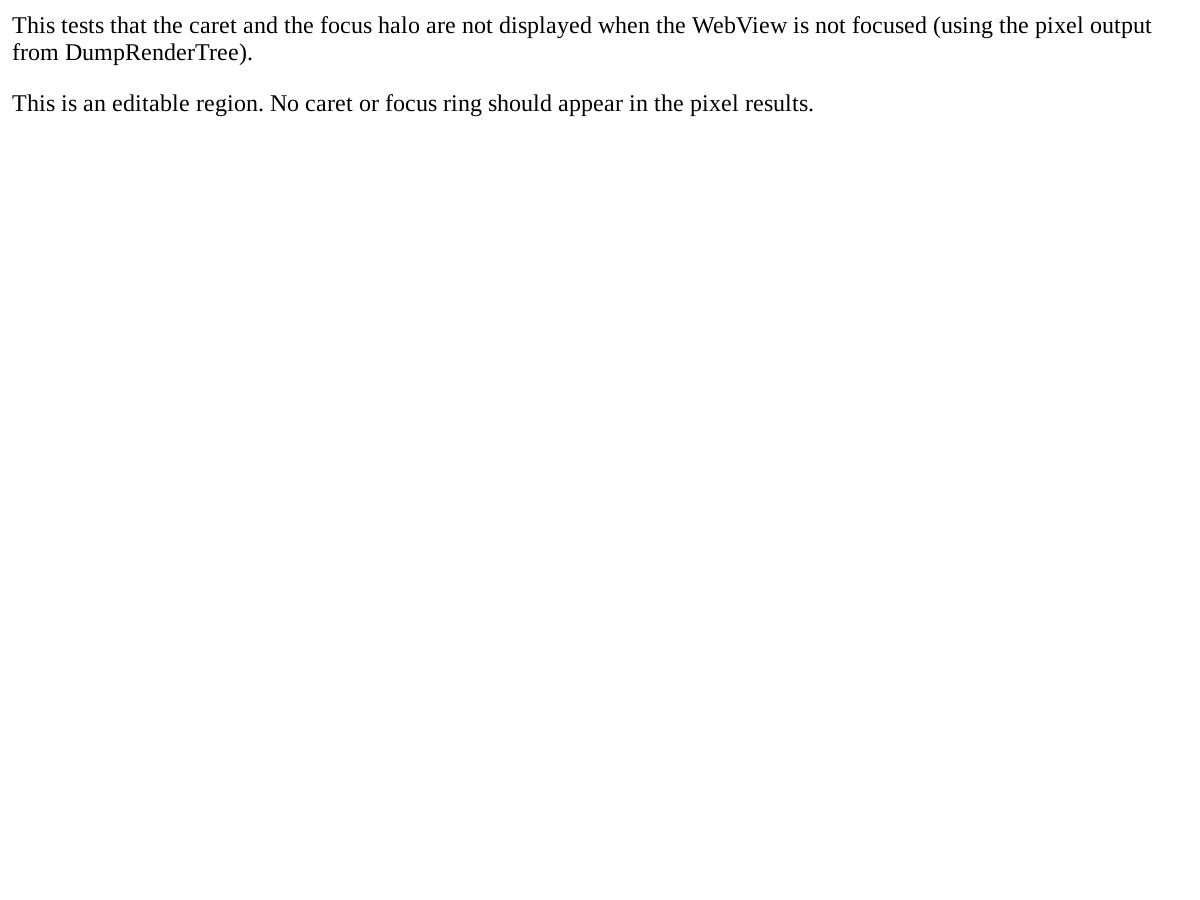 This tests that the caret and the focus halo are not displayed when the WebView is not focused (using the pixel output
from DumpRenderTree).
This is an editable region. No caret or focus ring should appear in the pixel results.